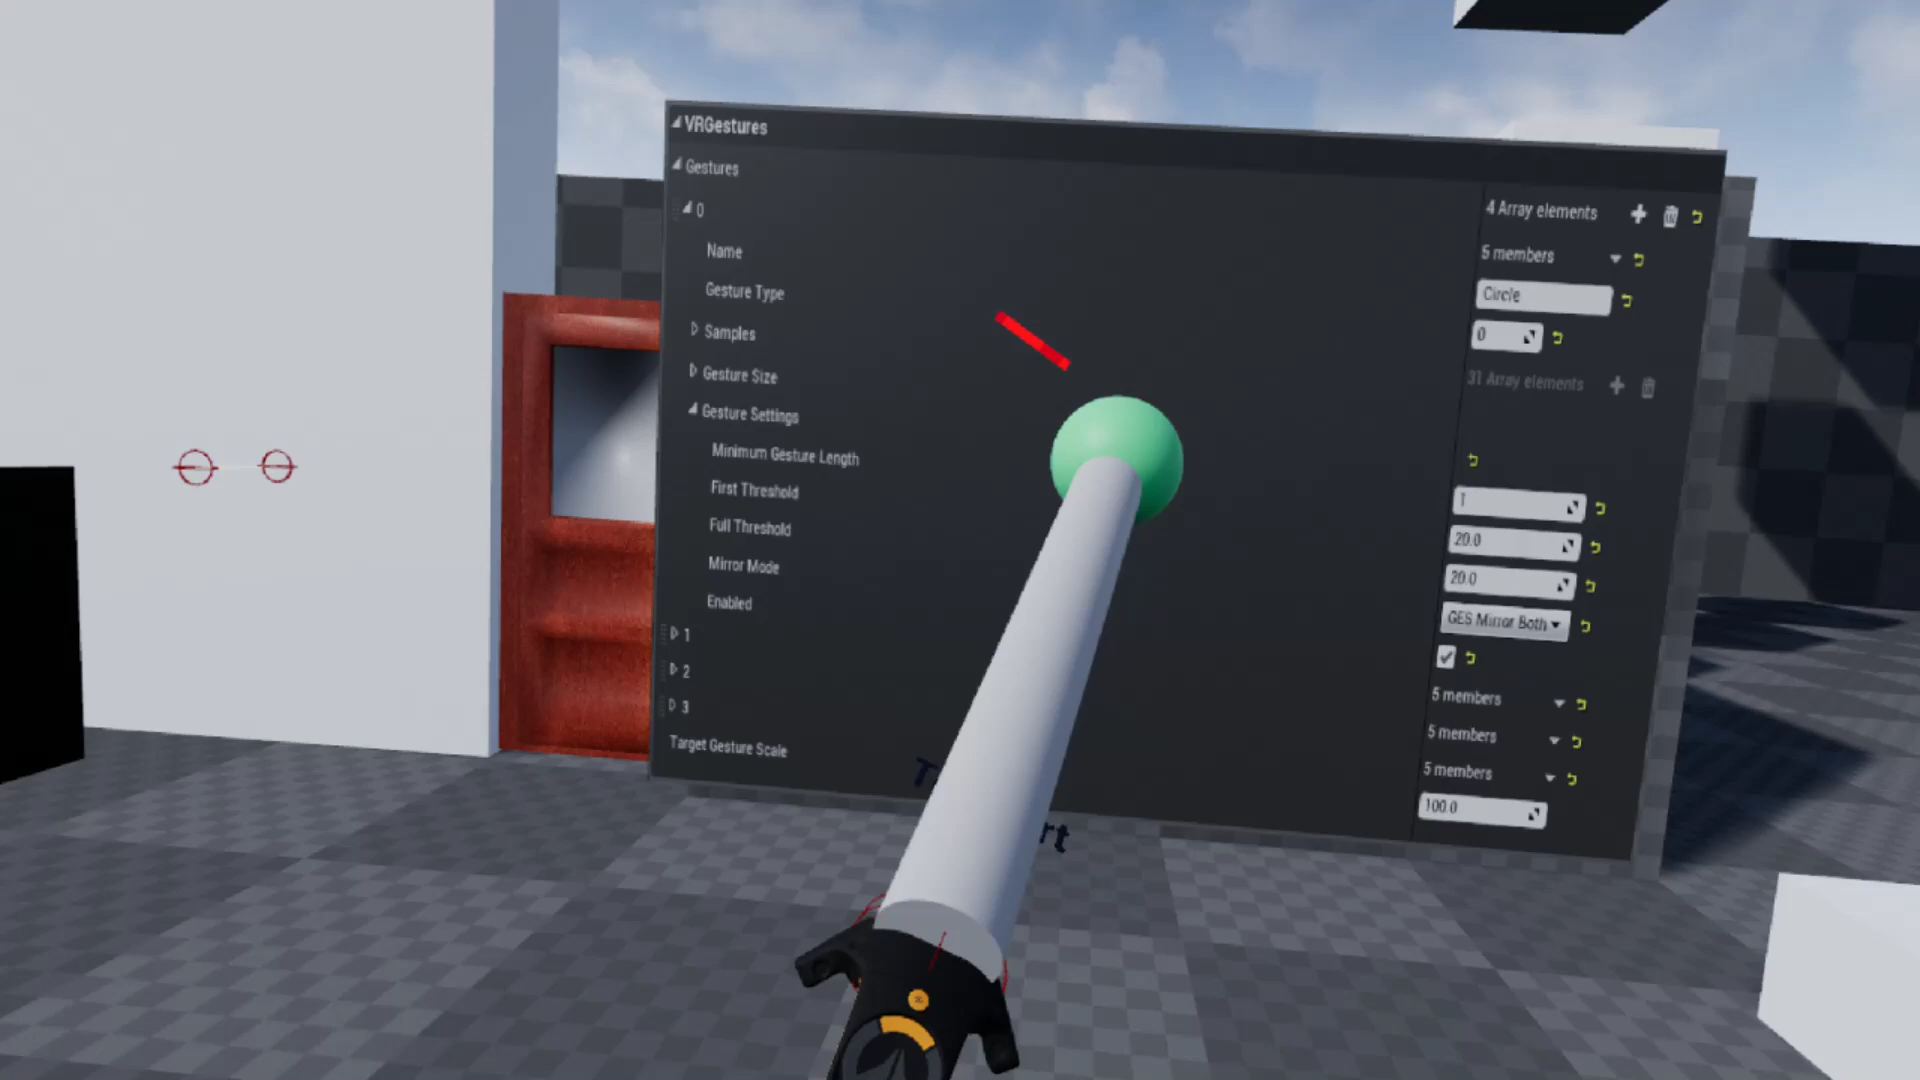 VRGestures
Gestures
4 Array elements
0
5 members
Name
Circle
Gesture Type
0
Samples
31 Array elements
Gesture Size
Gesture Settings
Minimum Gesture Length
1
First Threshold
20.0
Full Threshold
20.0
Mirror Mode
GES Mirror Both
Enabled
1
5 members
2
5 members
3
5 members
Target Gesture Scale
100.0